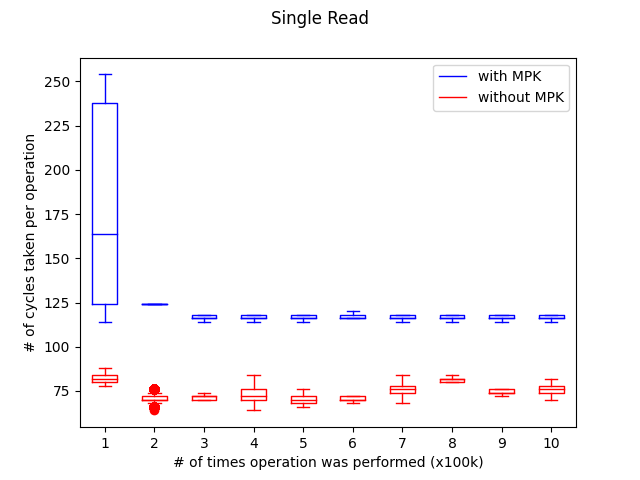 Single Read
with MPK
without MPK
250
225
200
175
150
125
100
75
# of cycles taken per operation
1 2 3 4 5 6 7 8 9 10
# of times operation was performed (x100k)